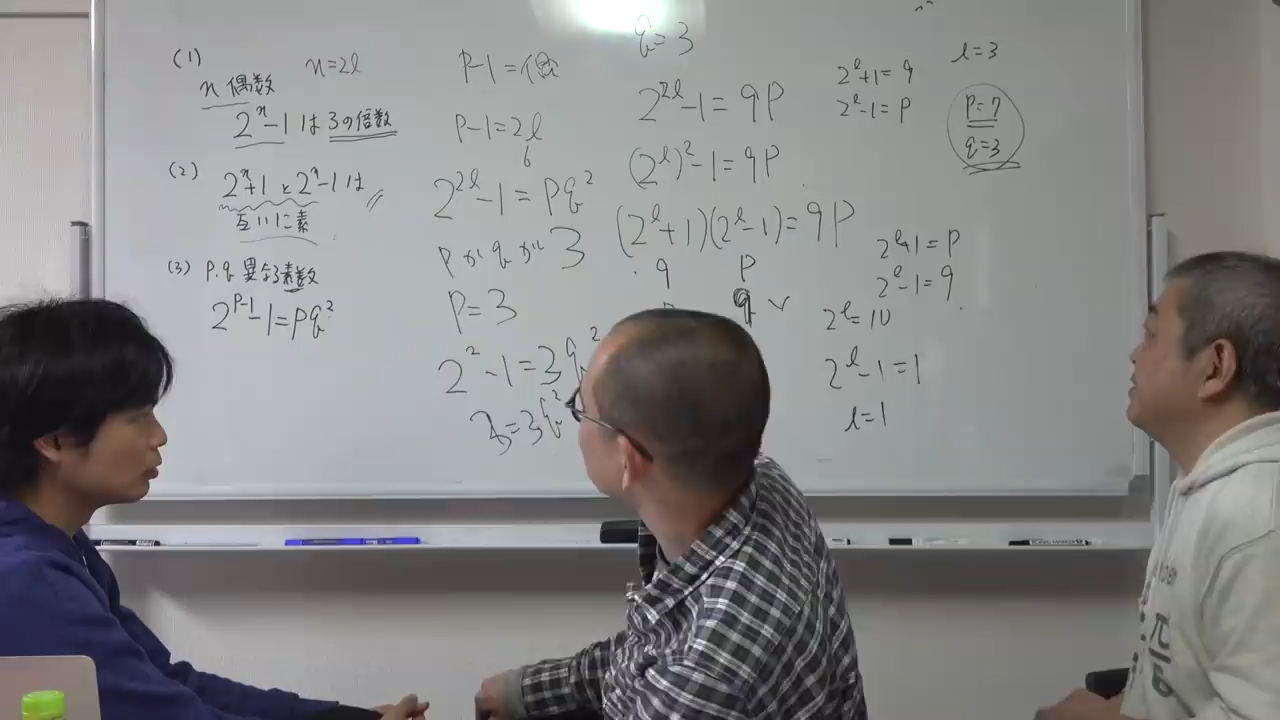 (1)
n 偶数
n=2l
2ⁿ-1 は 3の倍数
(2)
2ⁿ+1 と 2ⁿ-1 は
互いに素
(3) p,q 異なる素数
2^{p-1}-1=pq²
p-1=偶
p-1=2l
6
2^{2l}-1=pq²
pかqが3
p=3
2²-1=3q²
3=3q²
q=3
2^{2l}-1=9p
(2^l)²-1=9p
(2^l+1)(2^l-1)=9p
9 p
q
2^l+1=9
2^l-1=p
l=3
p=7
q=3
2^l+1=p
2^l-1=9
2^l=10
2^l-1=1
l=1